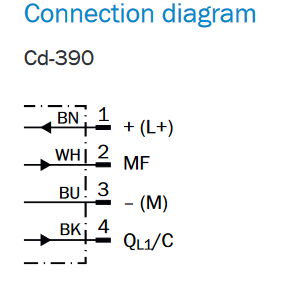 Connection diagram
Cd-390
BN 1 + (L+)
WH 2 MF
BU 3 – (M)
BK 4 QL1/C